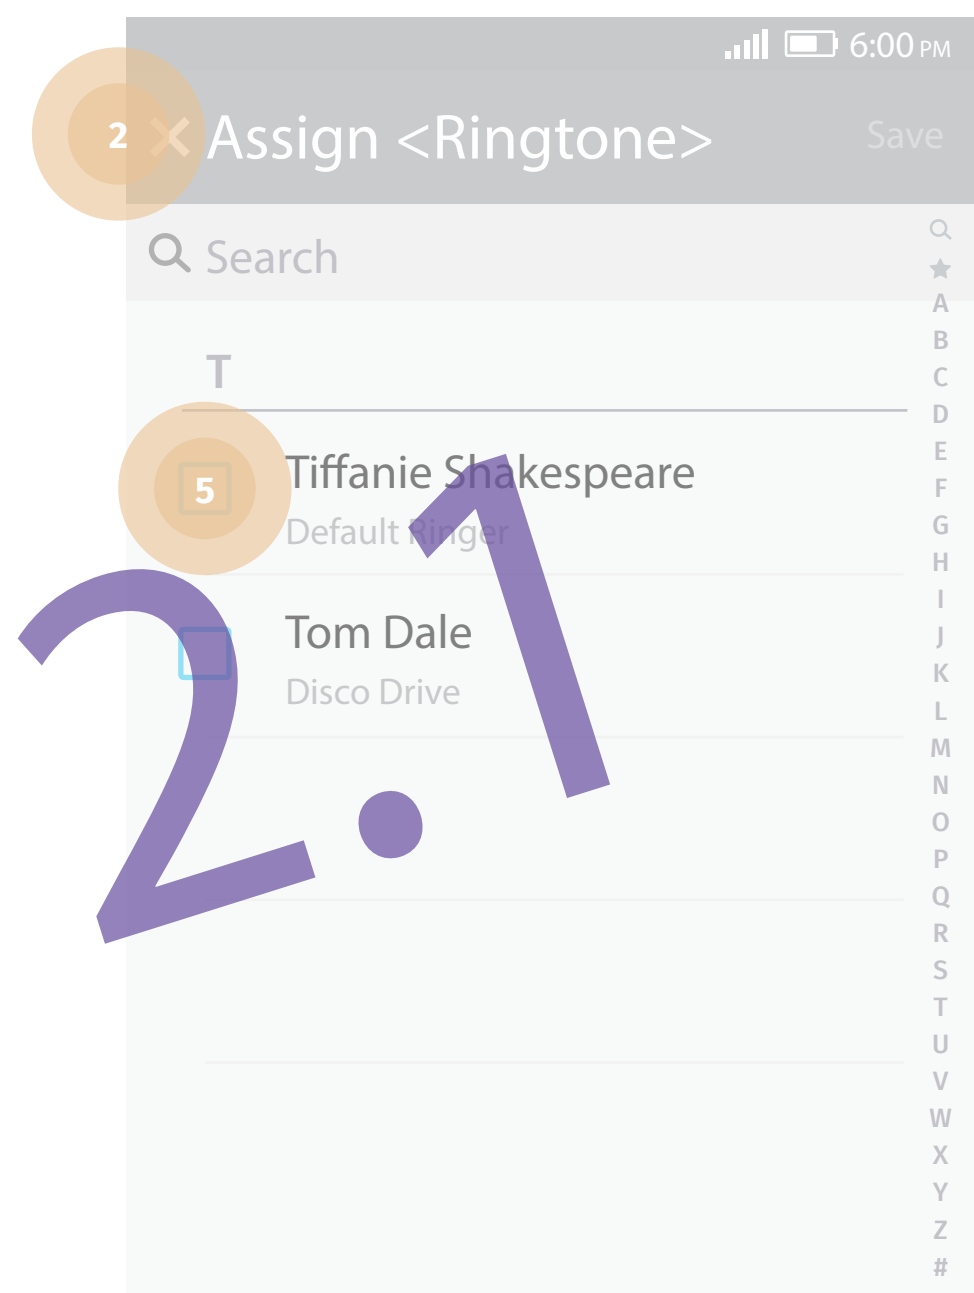 6:00 PM
2
Assign <Ringtone>
Save
Search
T
5
Tiffanie Shakespeare
Default Ringer
Tom Dale
Disco Drive
2.1
A
B
C
D
E
F
G
H
I
J
K
L
M
N
O
P
Q
R
S
T
U
V
W
X
Y
Z
#